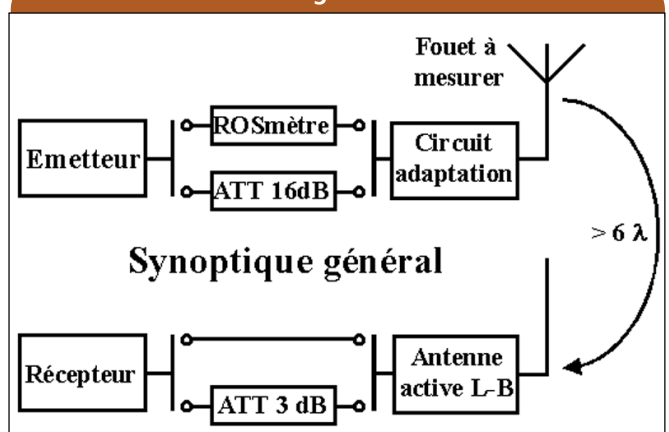 Fouet à
mesurer
ROSmètre
Emetteur
Circuit
adaptation
ATT 16dB
> 6 λ
Synoptique général
Récepteur
Antenne
active L-B
ATT 3 dB